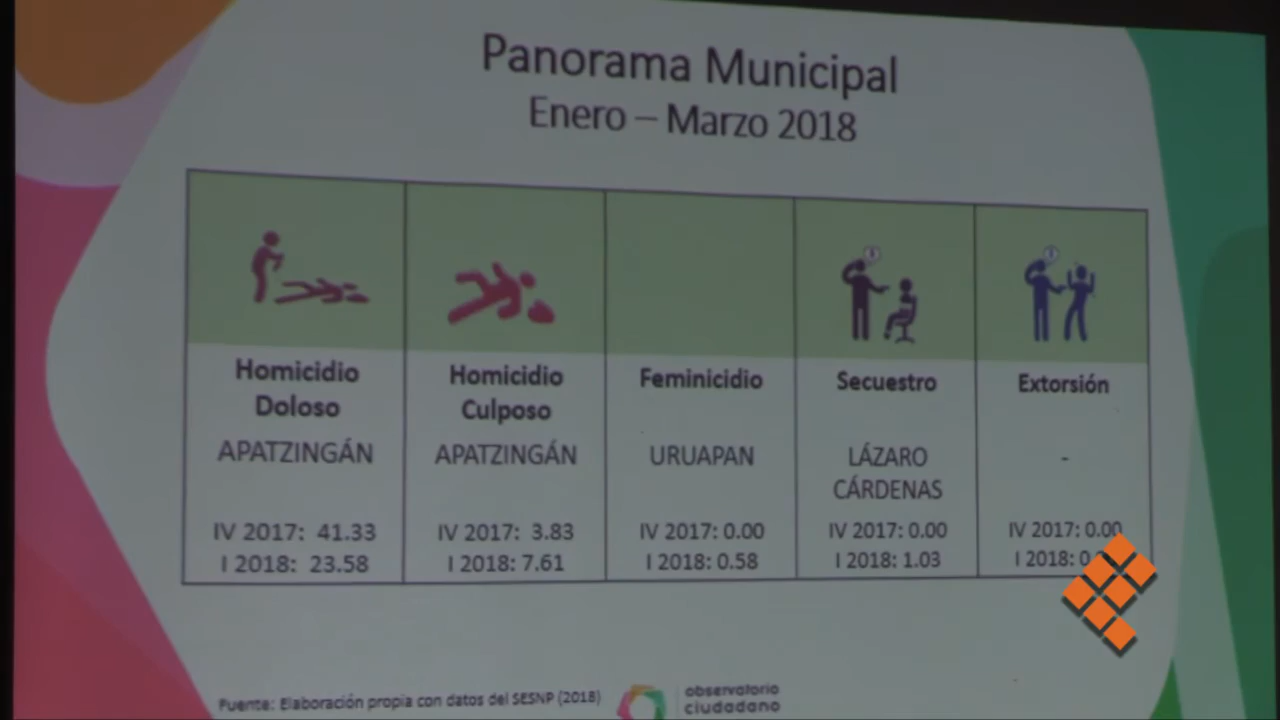 Panorama Municipal
Enero – Marzo 2018
Homicidio
Doloso
APATZINGÁN
IV 2017: 41.33
I 2018: 23.58
Homicidio
Culposo
APATZINGÁN
IV 2017: 3.83
I 2018: 7.61
Feminicidio
URUAPAN
IV 2017: 0.00
I 2018: 0.58
Secuestro
LÁZARO
CÁRDENAS
IV 2017: 0.00
I 2018: 1.03
Extorsión
-
IV 2017: 0.00
I 2018:
Fuente: Elaboración propia con datos del SESNP (2018)
observatorio
ciudadano